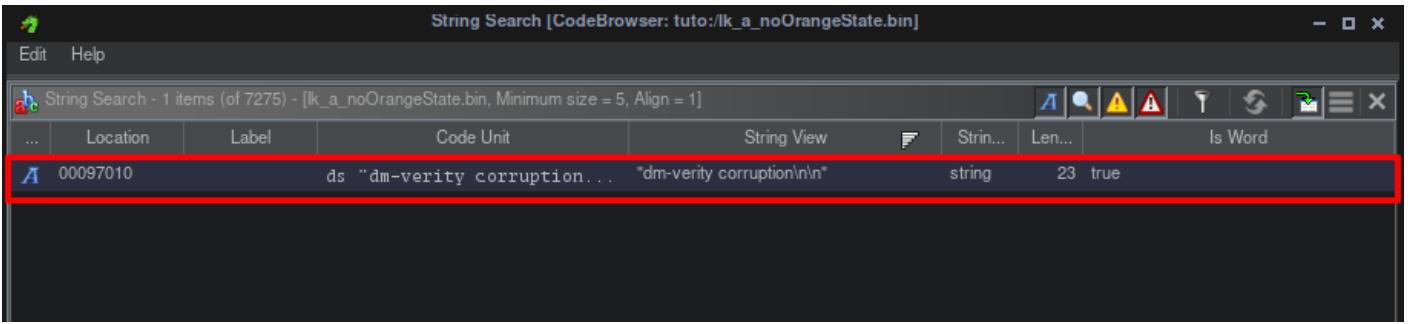 String Search [CodeBrowser: tuto:/lk_a_noOrangeState.bin]
Edit Help
String Search - 1 items (of 7275) - [lk_a_noOrangeState.bin, Minimum size = 5, Align = 1]
... Location Label Code Unit String View Strin... Len... Is Word
A 00097010 ds "dm-verity corruption... "dm-verity corruption\n\n" string 23 true